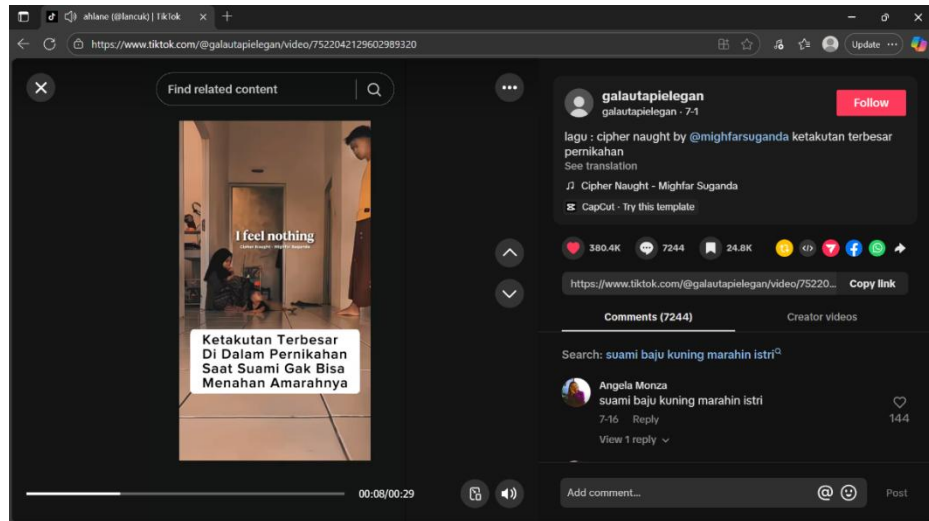 ahlane (@lancuk) | TikTok
https://www.tiktok.com/@galautapielegan/video/7522042129602989320
Update
Find related content
I feel nothing
Cipher Naught - Mighfar Suganda
Ketakutan Terbesar
Di Dalam Pernikahan
Saat Suami Gak Bisa
Menahan Amarahnya
00:08/00:29
galautapielegan
galautapielegan · 7-1
Follow
lagu : cipher naught by @mighfarsuganda ketakutan terbesar
pernikahan
See translation
Cipher Naught - Mighfar Suganda
CapCut · Try this template
380.4K
7244
24.8K
https://www.tiktok.com/@galautapielegan/video/75220...
Copy link
Comments (7244)
Creator videos
Search: suami baju kuning marahin istri
Angela Monza
suami baju kuning marahin istri
7-16 Reply
144
View 1 reply
Add comment...
Post